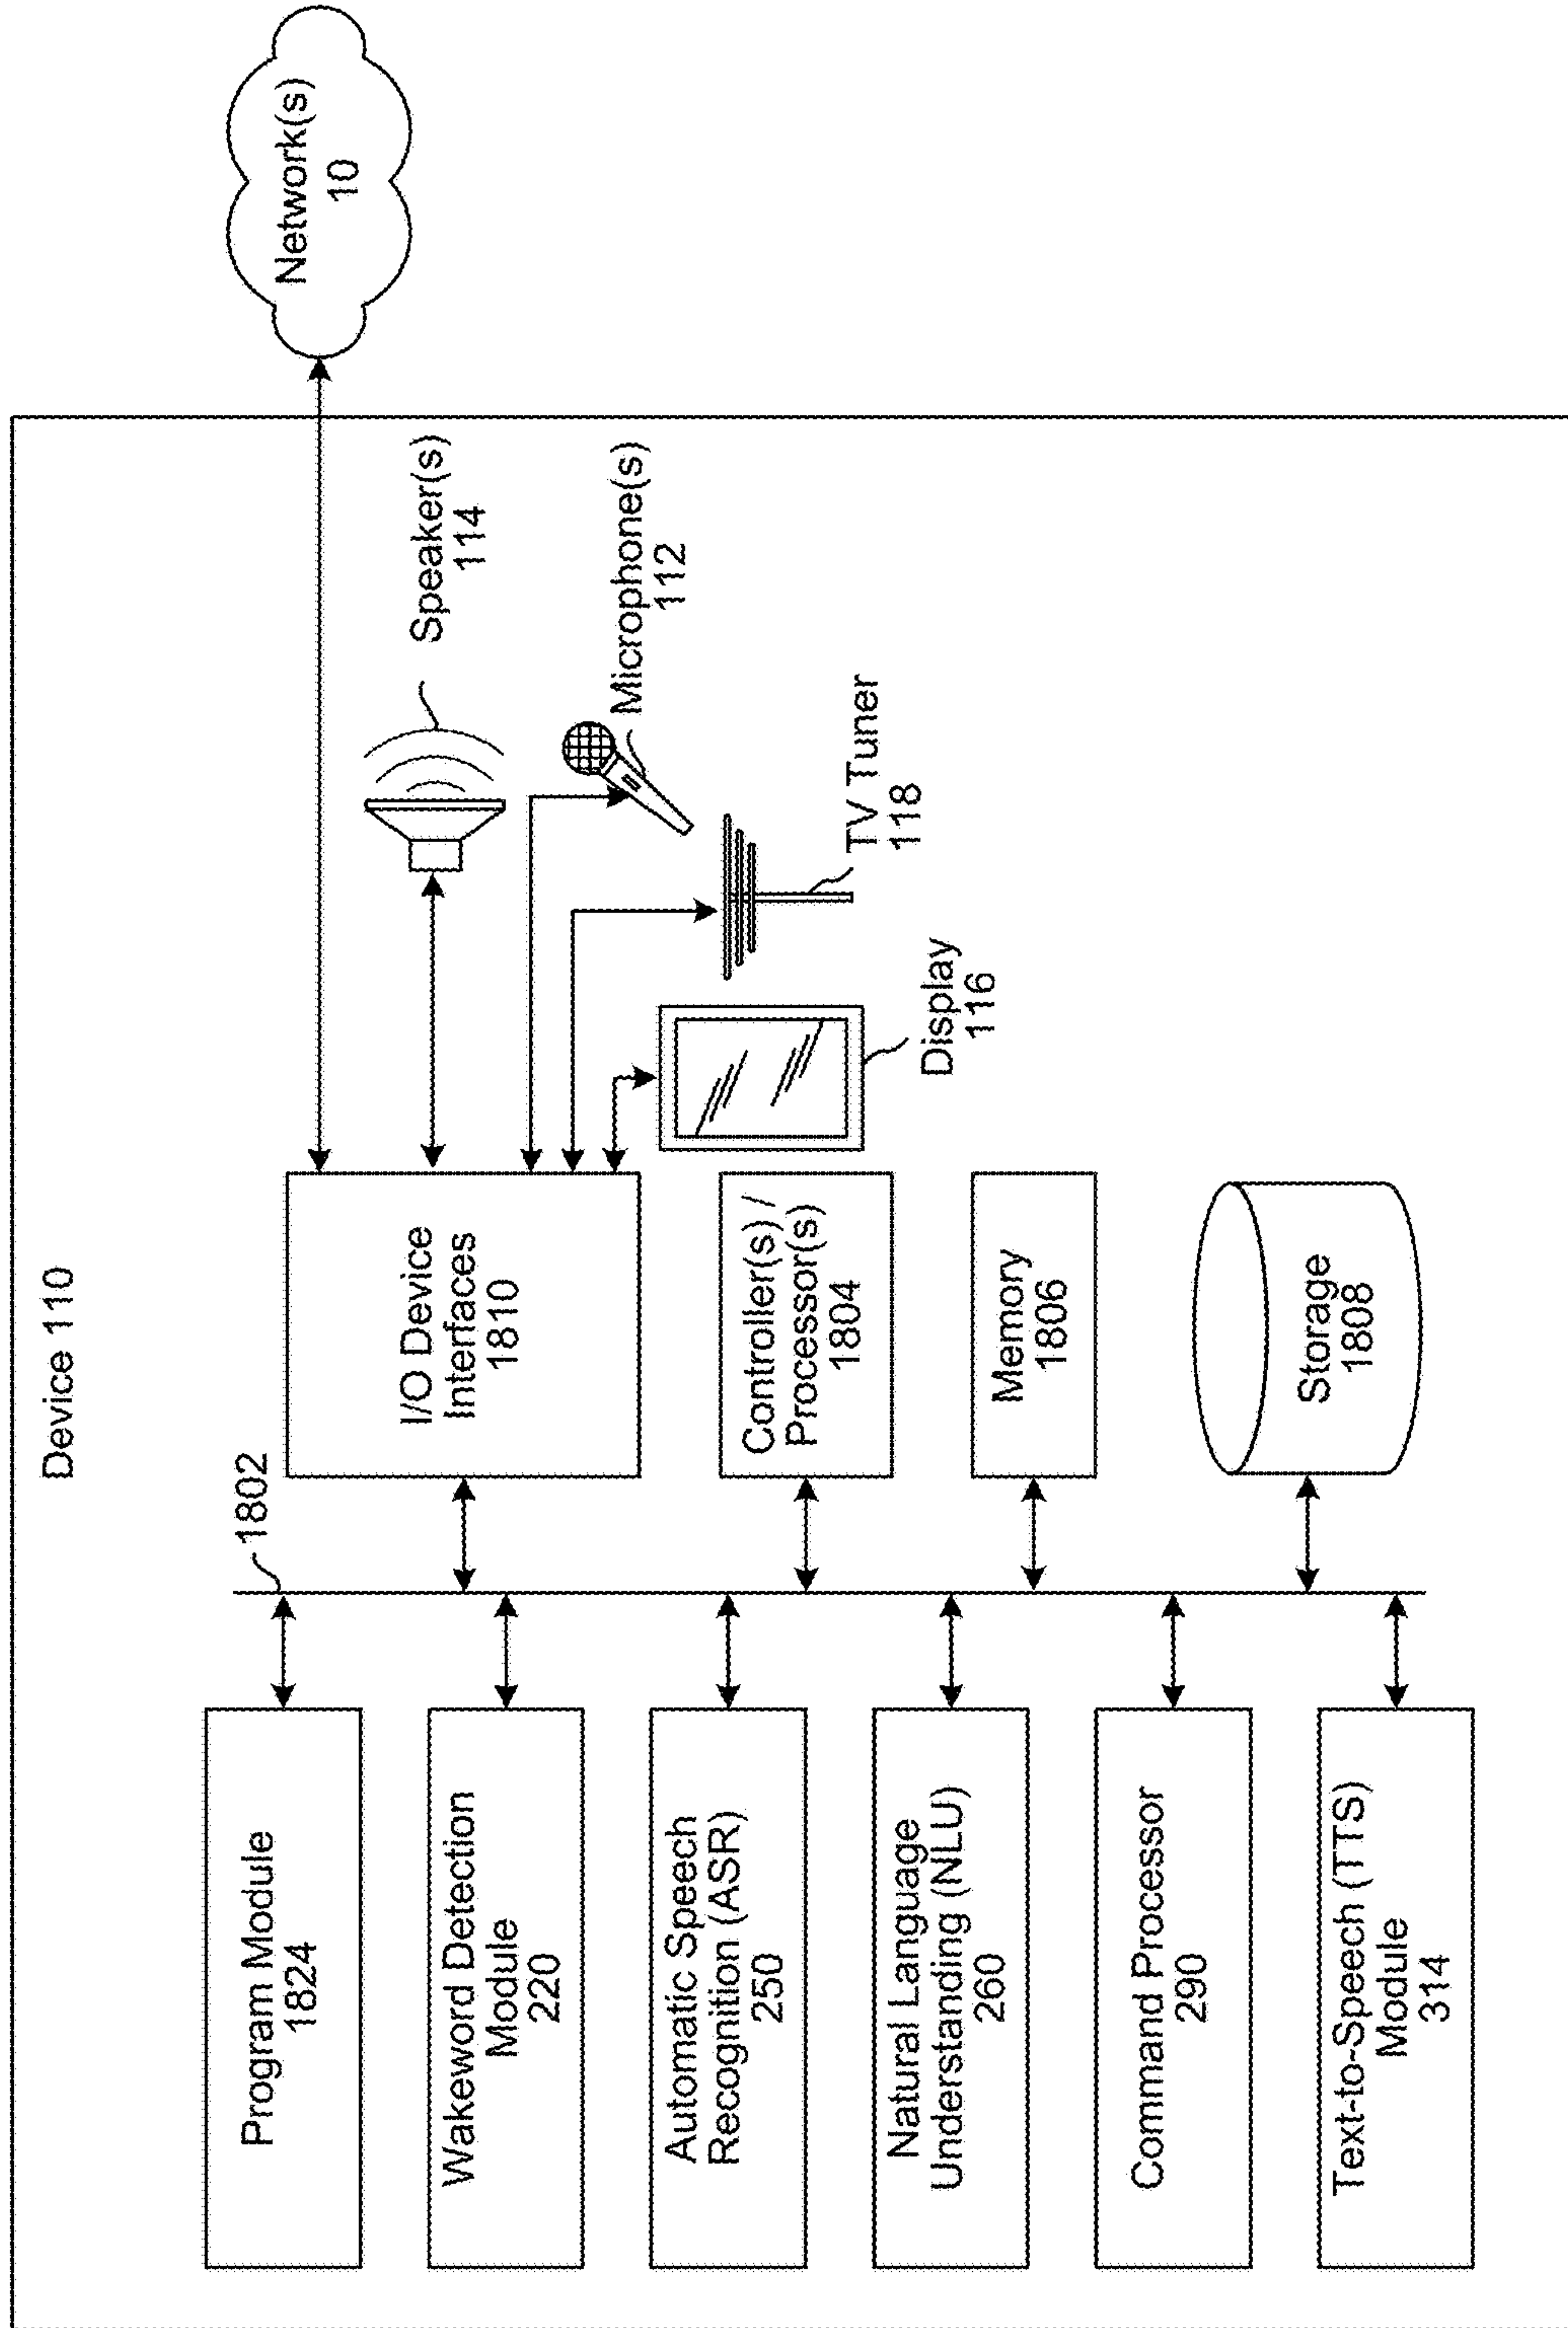 Device 110
1802
Program Module
1824
Wakeword Detection
Module
220
Automatic Speech
Recognition (ASR)
250
Natural Language
Understanding (NLU)
260
Command Processor
290
Text-to-Speech (TTS)
Module
314
I/O Device
Interfaces
1810
Controller(s) /
Processor(s)
1804
Memory
1806
Storage
1808
Display
116
TV Tuner
118
Microphone(s)
112
Speaker(s)
114
Network(s)
10